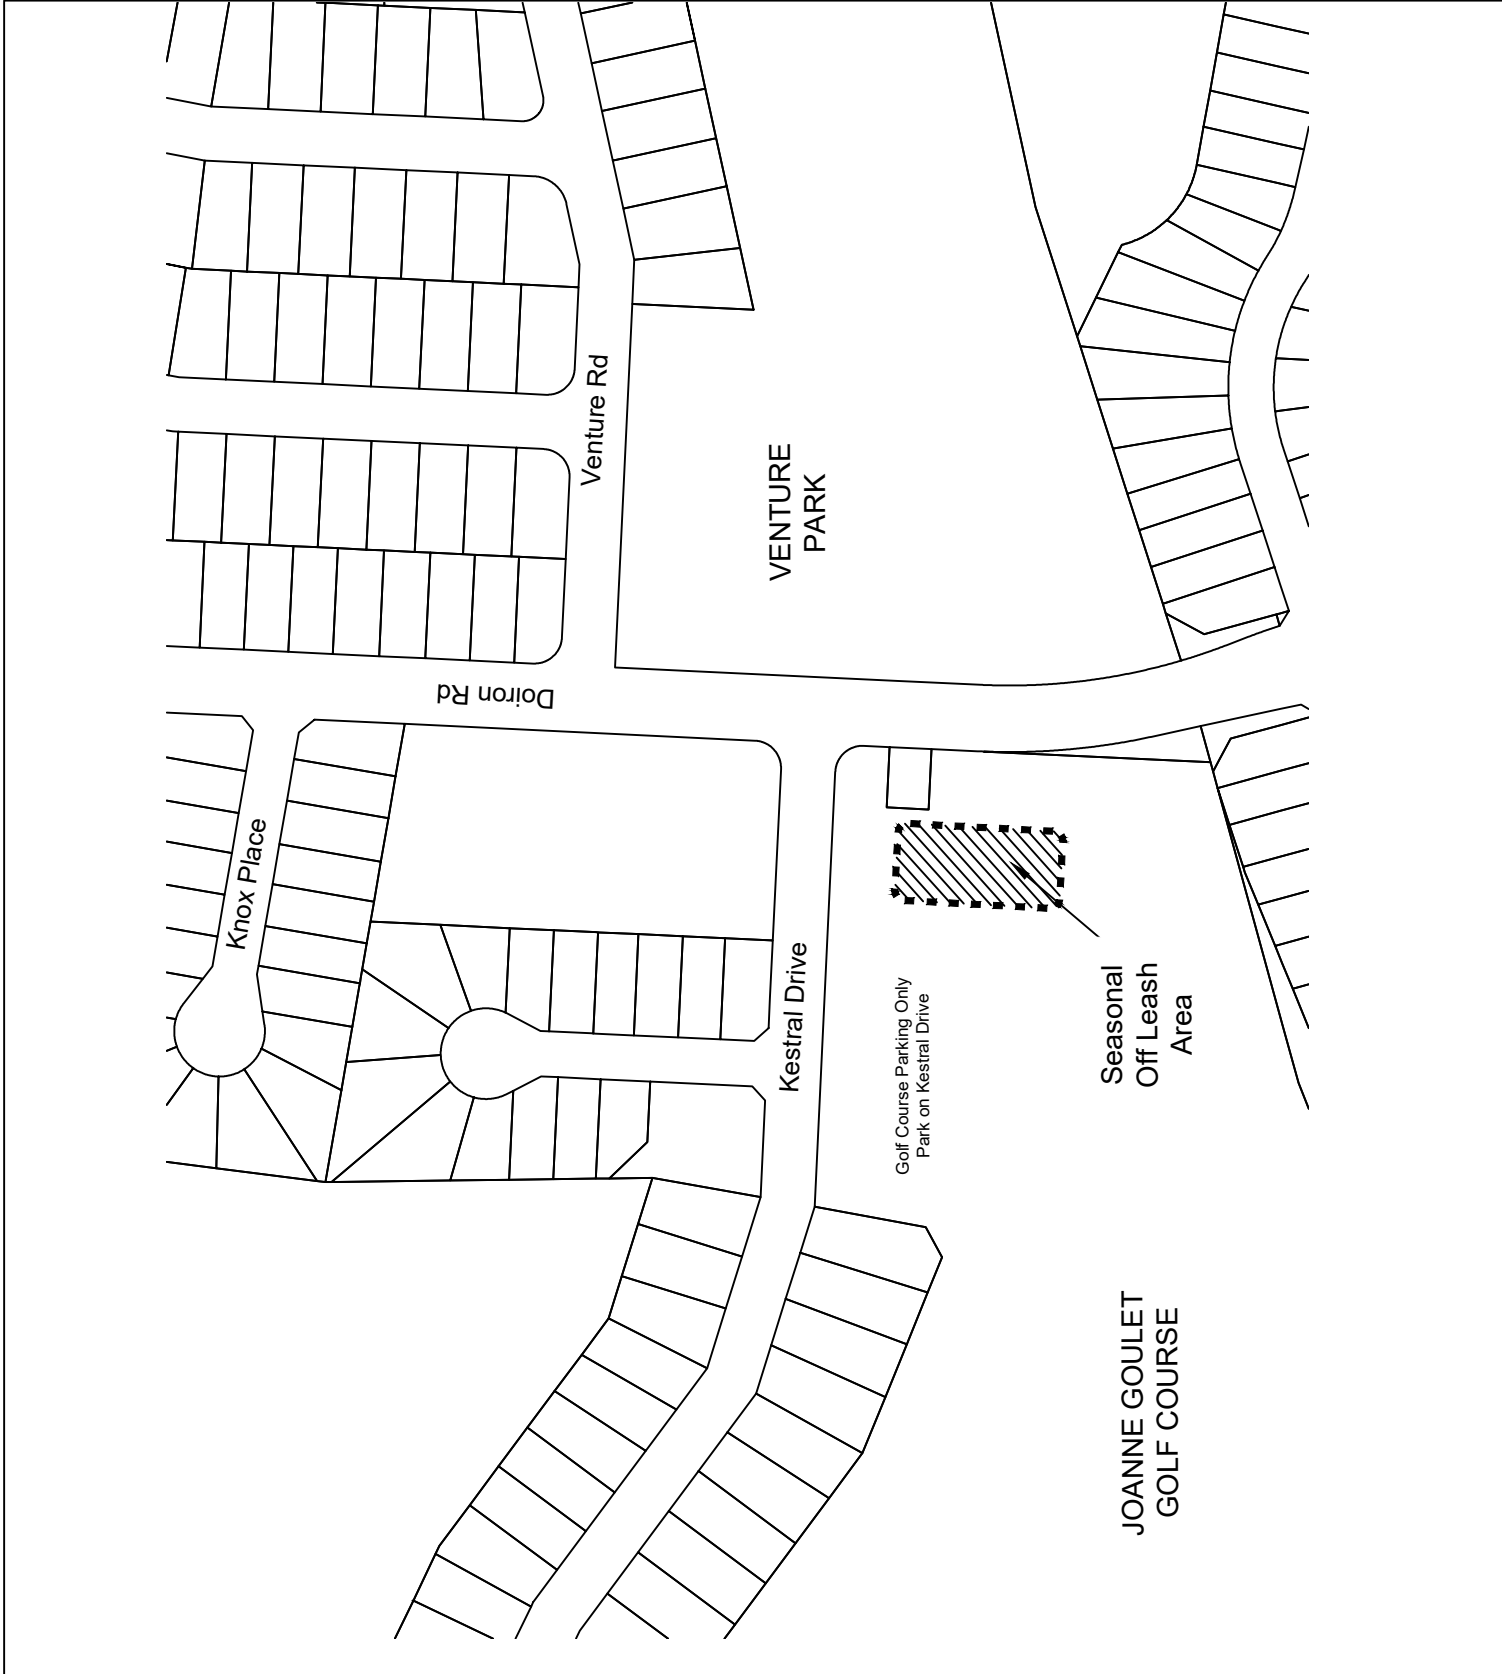 Venture Rd
VENTURE
PARK
Doiron Rd
Knox Place
Kestral Drive
Golf Course Parking Only
Park on Kestral Drive
Seasonal
Off Leash
Area
JOANNE GOULET
GOLF COURSE